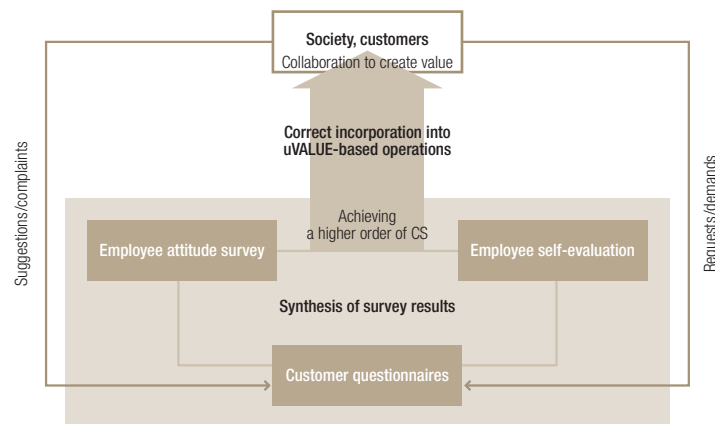 Society, customers
Collaboration to create value
Correct incorporation into
uVALUE-based operations
Suggestions/complaints
Requests/demands
Achieving
a higher order of CS
Employee attitude survey
Employee self-evaluation
Synthesis of survey results
Customer questionnaires